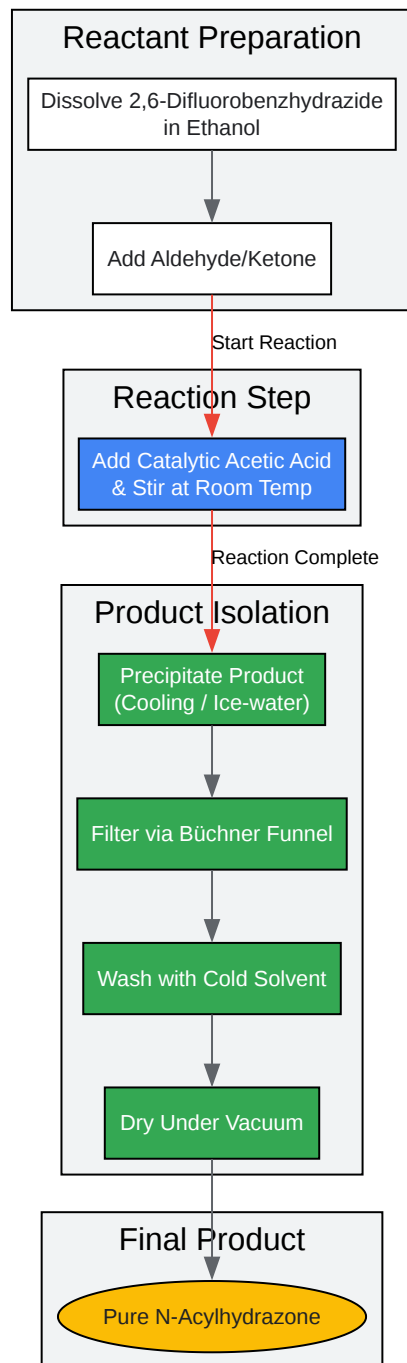 Reactant Preparation
Dissolve 2,6-Difluorobenzhydrazide
in Ethanol
Add Aldehyde/Ketone
Start Reaction
Reaction Step
Add Catalytic Acetic Acid
& Stir at Room Temp
Reaction Complete
Product Isolation
Precipitate Product
(Cooling / Ice-water)
Filter via Büchner Funnel
Wash with Cold Solvent
Dry Under Vacuum
Final Product
Pure N-Acylhydrazone